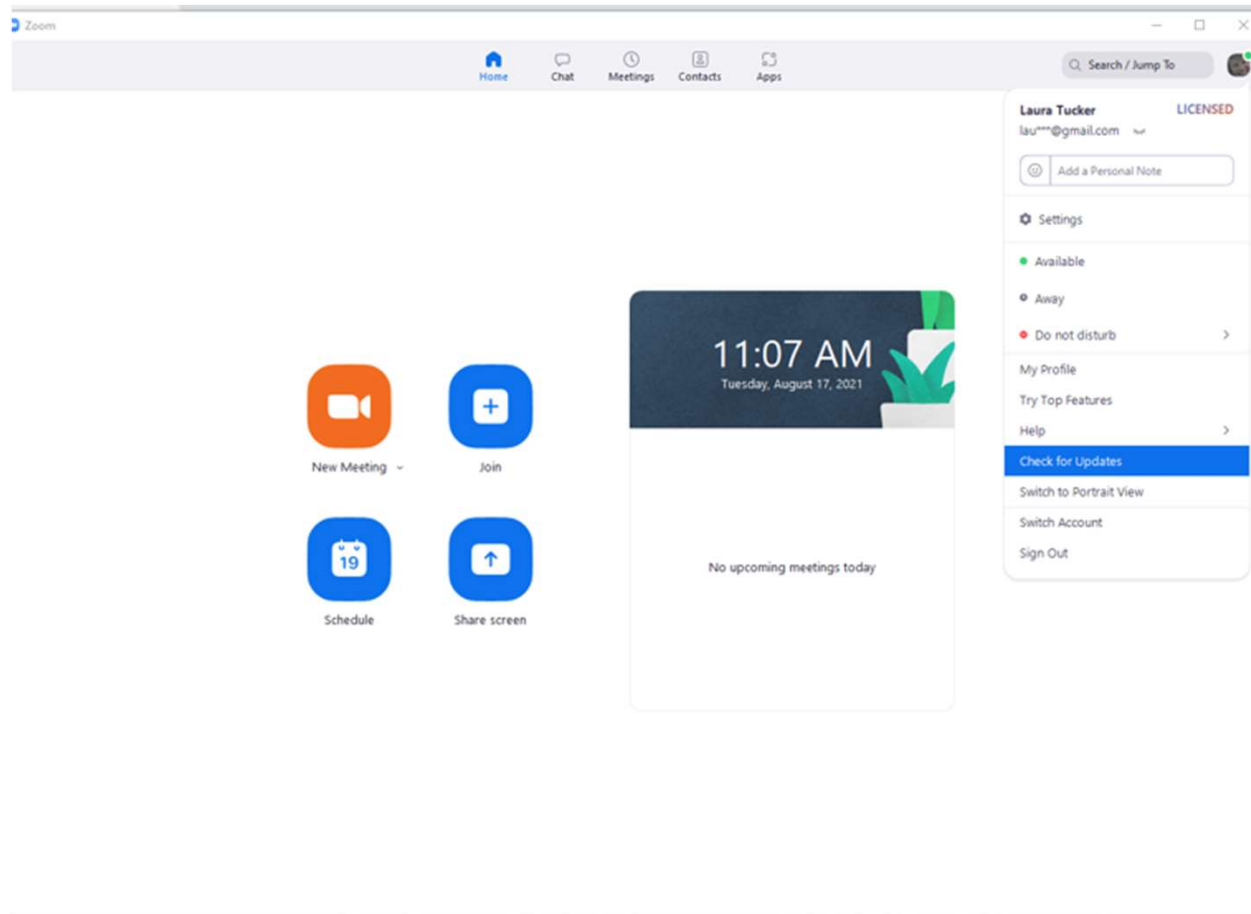 Zoom
Home Chat Meetings Contacts Apps
Search / Jump To
Laura Tucker LICENSED
lau***@gmail.com
Add a Personal Note
Settings
Available
Away
Do not disturb
My Profile
Try Top Features
Help
Check for Updates
Switch to Portrait View
Switch Account
Sign Out
11:07 AM
Tuesday, August 17, 2021
No upcoming meetings today
New Meeting
Join
19
Schedule
Share screen